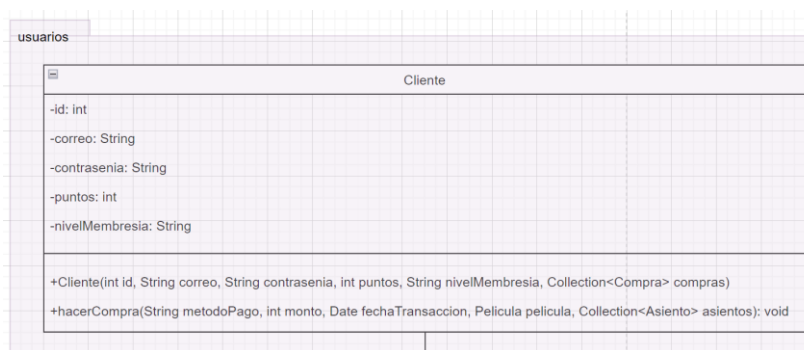 usuarios
Cliente
-id: int
-correo: String
-contrasenia: String
-puntos: int
-nivelMembresia: String
+Cliente(int id, String correo, String contrasenia, int puntos, String nivelMembresia, Collection<Compra> compras)
+hacerCompra(String metodoPago, int monto, Date fechaTransaccion, Pelicula pelicula, Collection<Asiento> asientos): void